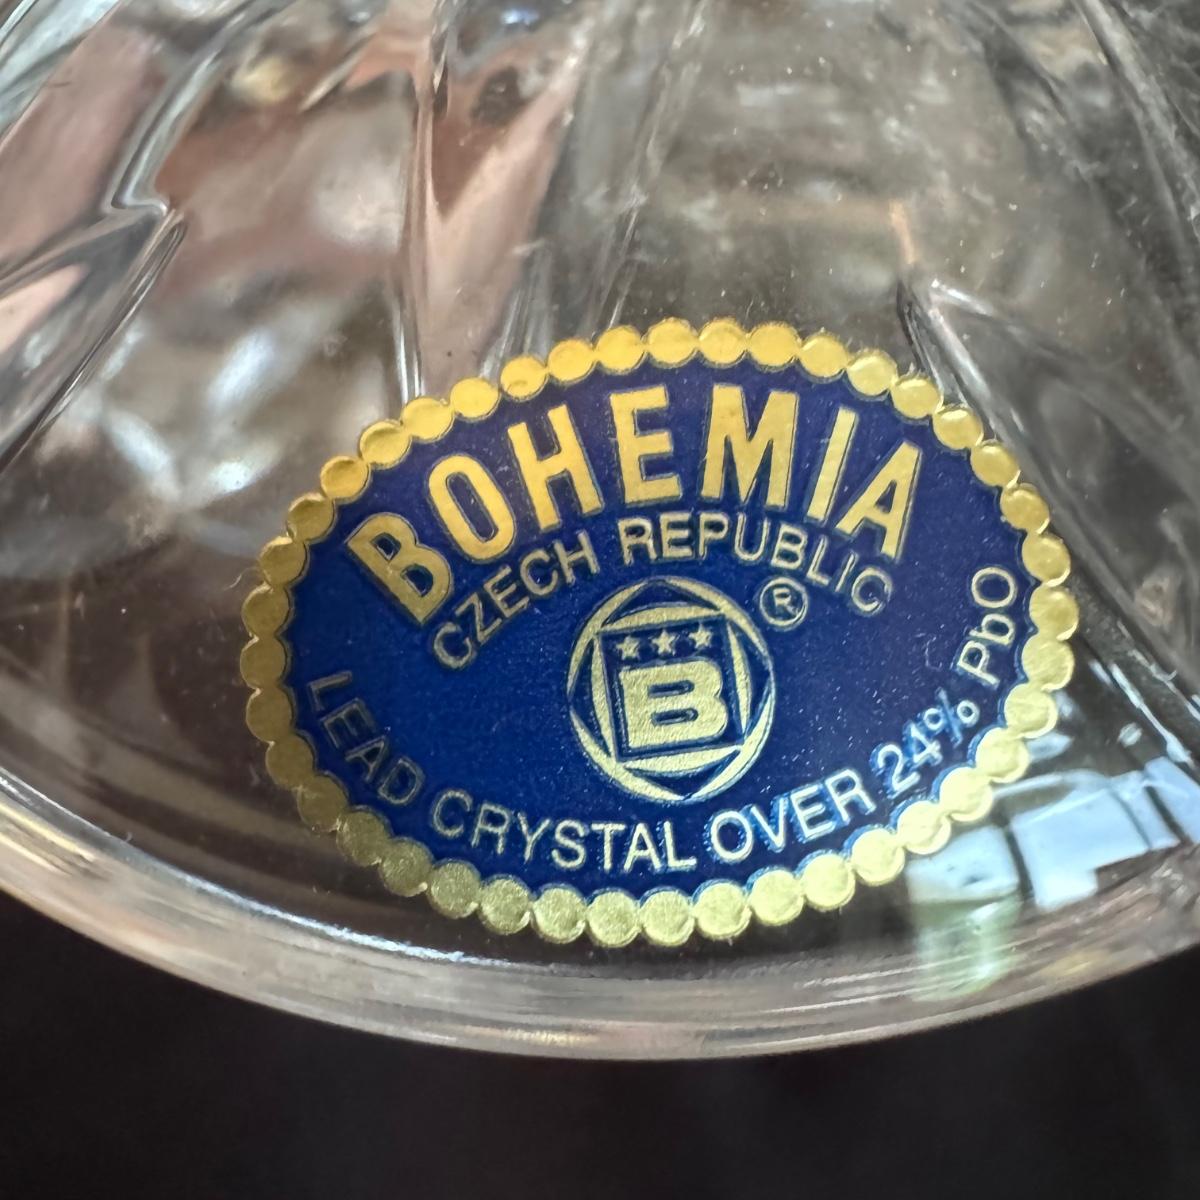 BOHEMIA
CZECH REPUBLIC
®
B
LEAD CRYSTAL OVER 24% PbO